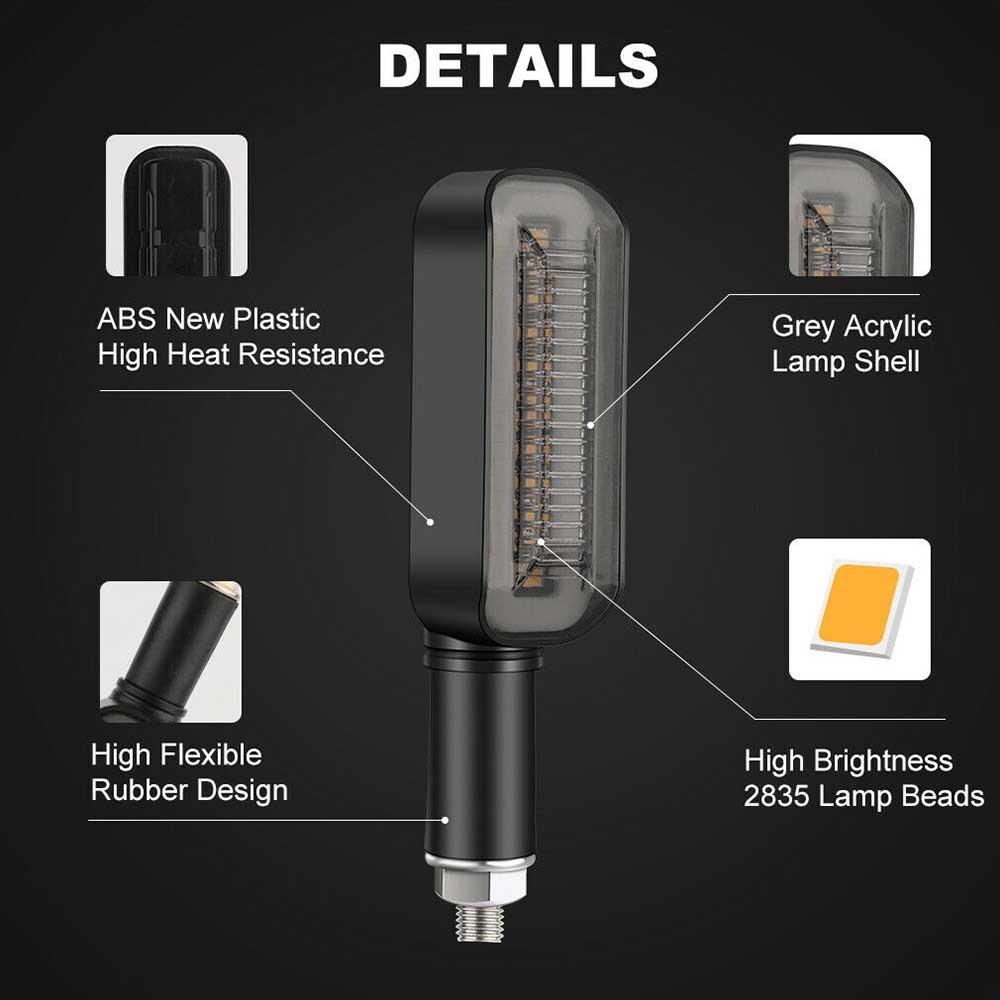 DETAILS
ABS New Plastic
High Heat Resistance
Grey Acrylic
Lamp Shell
High Flexible
Rubber Design
High Brightness
2835 Lamp Beads